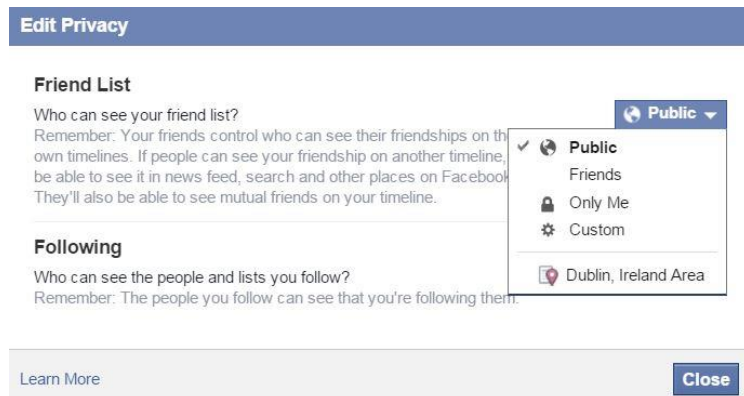 Edit Privacy
Friend List
Who can see your friend list?
Public
Remember: Your friends control who can see their friendships on
own timelines. If people can see your friendship on another timeline,
be able to see it in news feed, search and other places on
They'll also be able to see mutual friends on your timeline.
Public
Friends
Only Me
Custom
Dublin, Ireland Area
Following
Who can see the people and lists you follow?
Remember: The people you follow can see that you're following them.
Learn More
Close